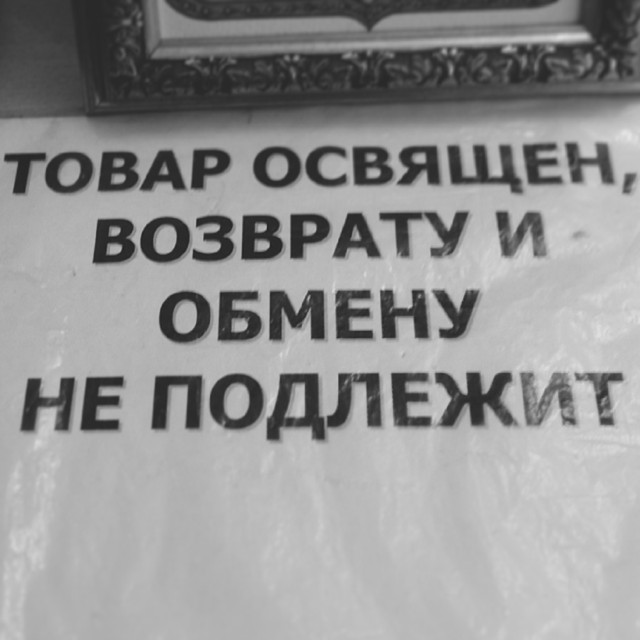 ТОВАР ОСВЯЩЕН,
ВОЗВРАТУ И
ОБМЕНУ
НЕ ПОДЛЕЖИТ